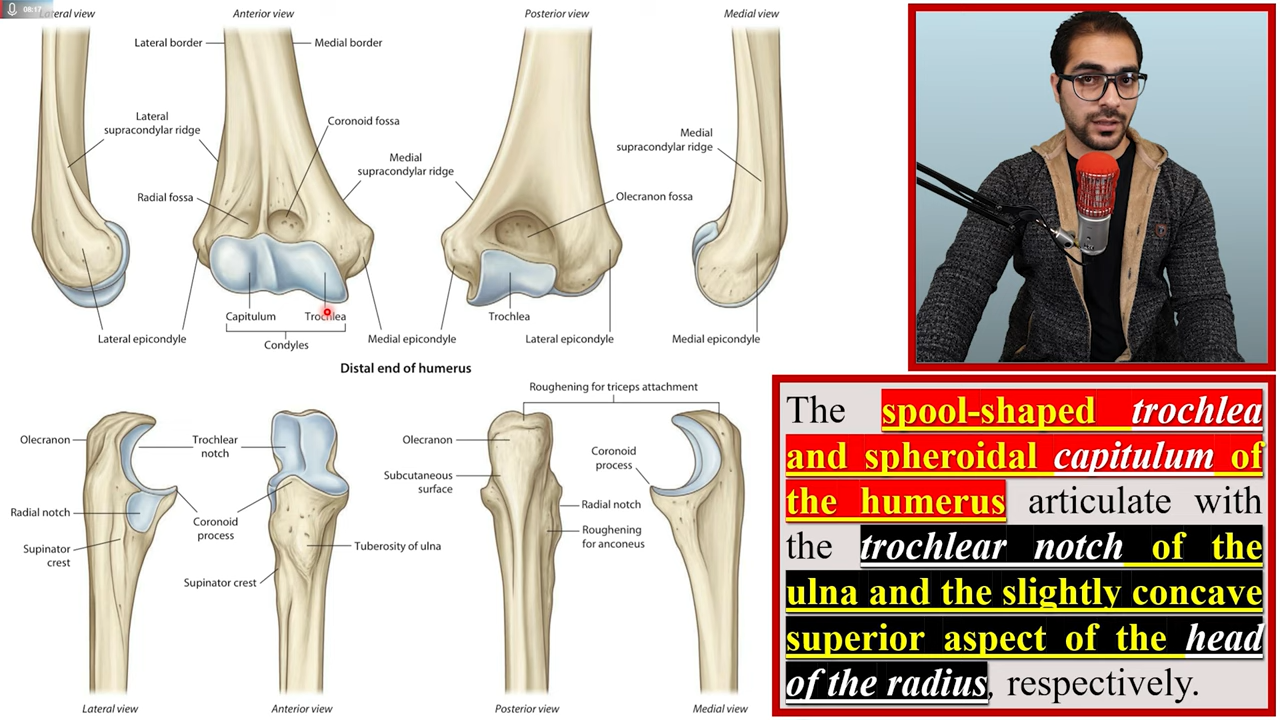 08:17
Lateral view
Anterior view
Posterior view
Medial view
Lateral border
Medial border
Lateral
supracondylar ridge
Coronoid fossa
Medial
supracondylar ridge
Radial fossa
Medial
supracondylar ridge
Olecranon fossa
Capitulum
Trochlea
Trochlea
Lateral epicondyle
Condyles
Medial epicondyle
Lateral epicondyle
Medial epicondyle
Distal end of humerus
Roughening for triceps attachment
Olecranon
Trochlear
notch
Olecranon
Coronoid
process
Subcutaneous
surface
Radial notch
Coronoid
process
Radial notch
Supinator
crest
Tuberosity of ulna
Roughening
for anconeus
Supinator crest
Lateral view
Anterior view
Posterior view
Medial view
The spool-shaped trochlea
and spheroidal capitulum of
the humerus articulate with
the trochlear notch of the
ulna and the slightly concave
superior aspect of the head
of the radius, respectively.